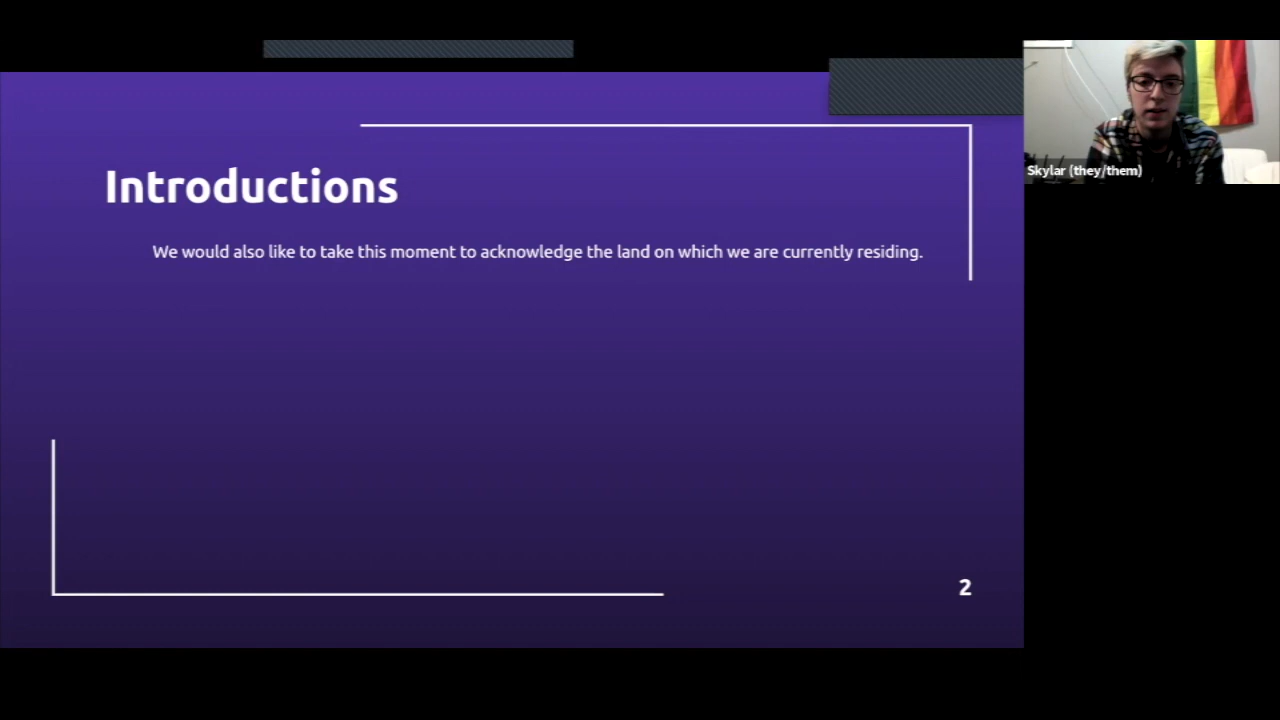 Introductions
We would also like to take this moment to acknowledge the land on which we are currently residing.
2
Skylar (they/them)